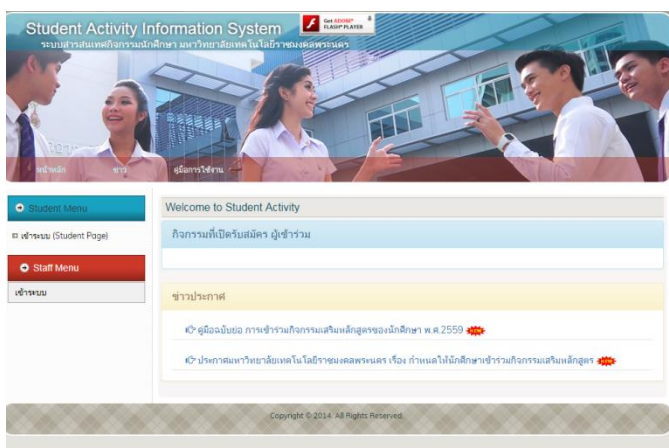 Student Activity Information System
Get ADOBE® FLASH® PLAYER
ระบบสารสนเทศกิจกรรมนักศึกษา มหาวิทยาลัยเทคโนโลยีราชมงคลพระนคร
หน้าหลัก ข่าว คู่มือการใช้งาน
Student Menu
เข้าระบบ (Student Page)
Staff Menu
เข้าระบบ
Welcome to Student Activity
กิจกรรมที่เปิดรับสมัคร ผู้เข้าร่วม
ข่าวประกาศ
คู่มือฉบับย่อ การเข้าร่วมกิจกรรมเสริมหลักสูตรของนักศึกษา พ.ศ.2559 NEW
ประกาศมหาวิทยาลัยเทคโนโลยีราชมงคลพระนคร เรื่อง กำหนดให้นักศึกษาเข้าร่วมกิจกรรมเสริมหลักสูตร NEW
Copyright © 2014. All Rights Reserved.